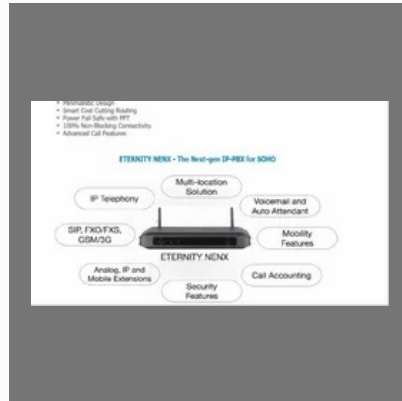 Minimalistic Design
Smart Cost Cutting Routing
Power Fail Safe with PFT
100% Non-Blocking Connectivity
Advanced Call Features
ETERNITY NENX - The Next-gen IP-PBX for SOHO
Multi-location
Solution
IP Telephony
Voicemail and
Auto Attendant
SIP, FXO/FXS,
GSM/3G
Mobility
Features
ETERNITY NENX
Analog, IP and
Mobile Extensions
Call Accounting
Security
Features